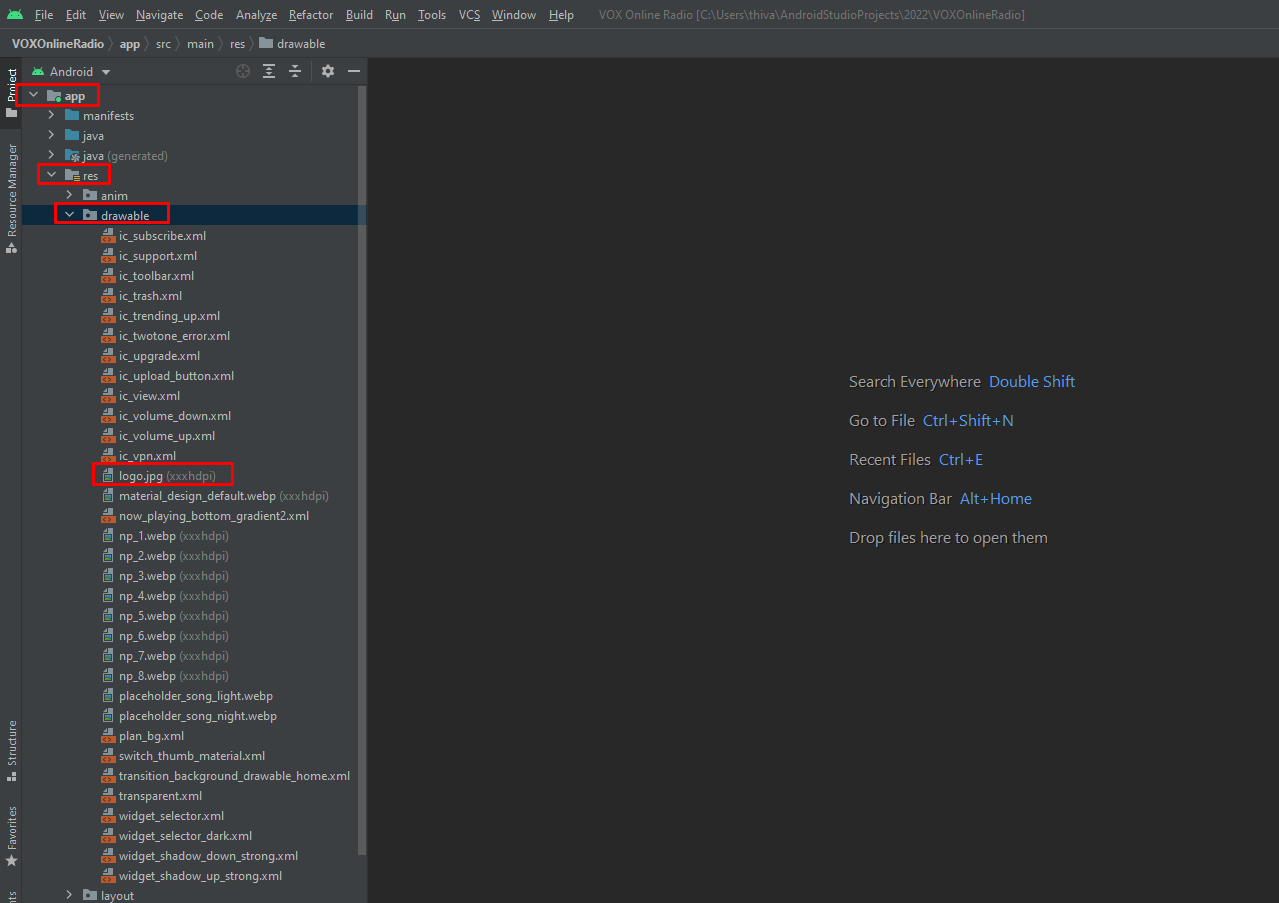 File Edit View Navigate Code Analyze Refactor Build Run Tools VCS Window Help VOX Online Radio [C:\Users\thiva\AndroidStudioProjects\2022\VOXOnlineRadio]
VOXOnlineRadio app src main res drawable
Project
Android
app
manifests
java
java (generated)
Resource Manager
res
anim
drawable
ic_subscribe.xml
ic_support.xml
ic_toolbar.xml
ic_trash.xml
ic_trending_up.xml
ic_twotone_error.xml
ic_upgrade.xml
ic_upload_button.xml
ic_view.xml
ic_volume_down.xml
ic_volume_up.xml
ic_vpn.xml
logo.jpg (xxxhdpi)
material_design_default.webp (xxxhdpi)
now_playing_bottom_gradient2.xml
np_1.webp (xxxhdpi)
np_2.webp (xxxhdpi)
np_3.webp (xxxhdpi)
np_4.webp (xxxhdpi)
np_5.webp (xxxhdpi)
np_6.webp (xxxhdpi)
np_7.webp (xxxhdpi)
np_8.webp (xxxhdpi)
placeholder_song_light.webp
placeholder_song_night.webp
plan_bg.xml
switch_thumb_material.xml
transition_background_drawable_home.xml
transparent.xml
widget_selector.xml
widget_selector_dark.xml
widget_shadow_down_strong.xml
widget_shadow_up_strong.xml
layout
Structure
Favorites
Search Everywhere Double Shift
Go to File Ctrl+Shift+N
Recent Files Ctrl+E
Navigation Bar Alt+Home
Drop files here to open them